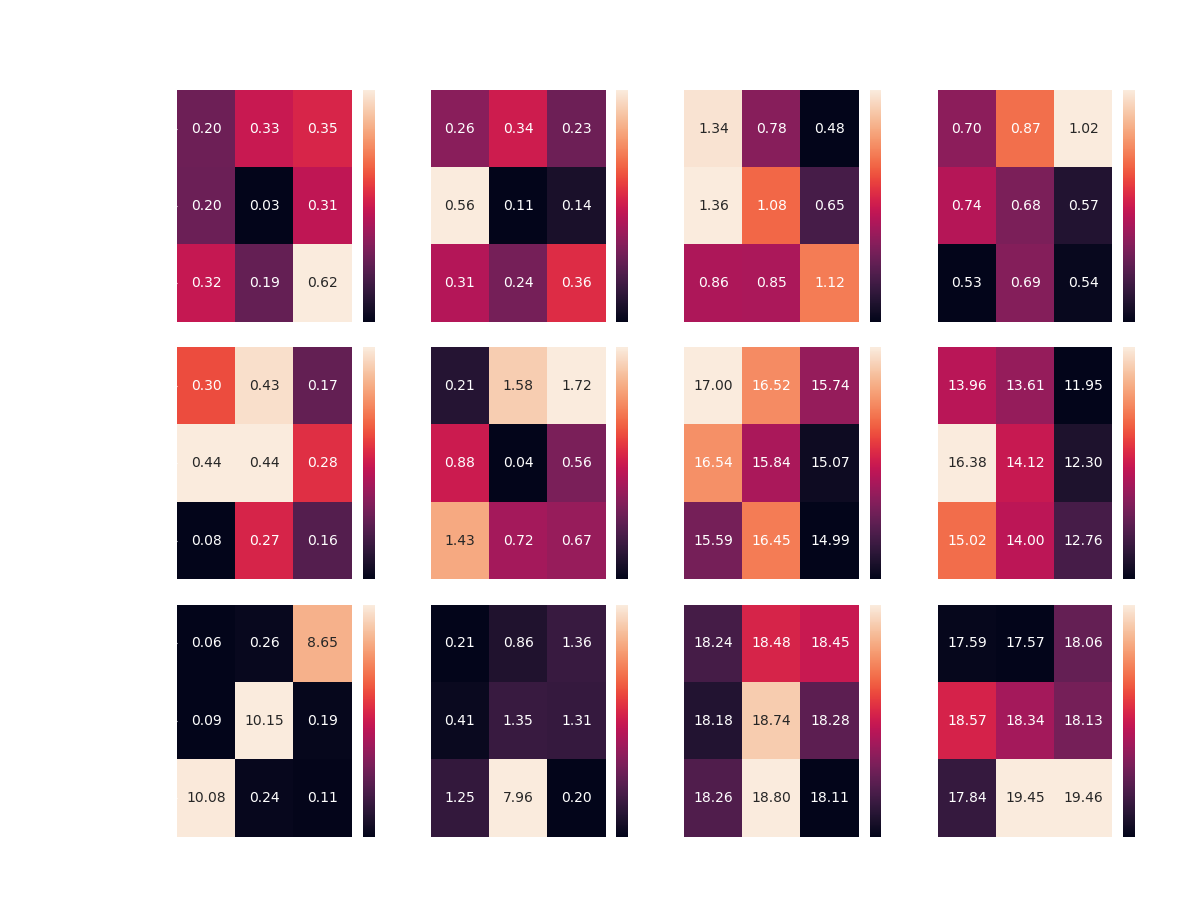 0.20 0.33 0.35 0.26 0.34 0.23 1.34 0.78 0.48 0.70 0.87 1.02
0.20 0.03 0.31 0.56 0.11 0.14 1.36 1.08 0.65 0.74 0.68 0.57
0.32 0.19 0.62 0.31 0.24 0.36 0.86 0.85 1.12 0.53 0.69 0.54
0.30 0.43 0.17 0.21 1.58 1.72 17.00 16.52 15.74 13.96 13.61 11.95
0.44 0.44 0.28 0.88 0.04 0.56 16.54 15.84 15.07 16.38 14.12 12.30
0.08 0.27 0.16 1.43 0.72 0.67 15.59 16.45 14.99 15.02 14.00 12.76
0.06 0.26 8.65 0.21 0.86 1.36 18.24 18.48 18.45 17.59 17.57 18.06
0.09 10.15 0.19 0.41 1.35 1.31 18.18 18.74 18.28 18.57 18.34 18.13
10.08 0.24 0.11 1.25 7.96 0.20 18.26 18.80 18.11 17.84 19.45 19.46